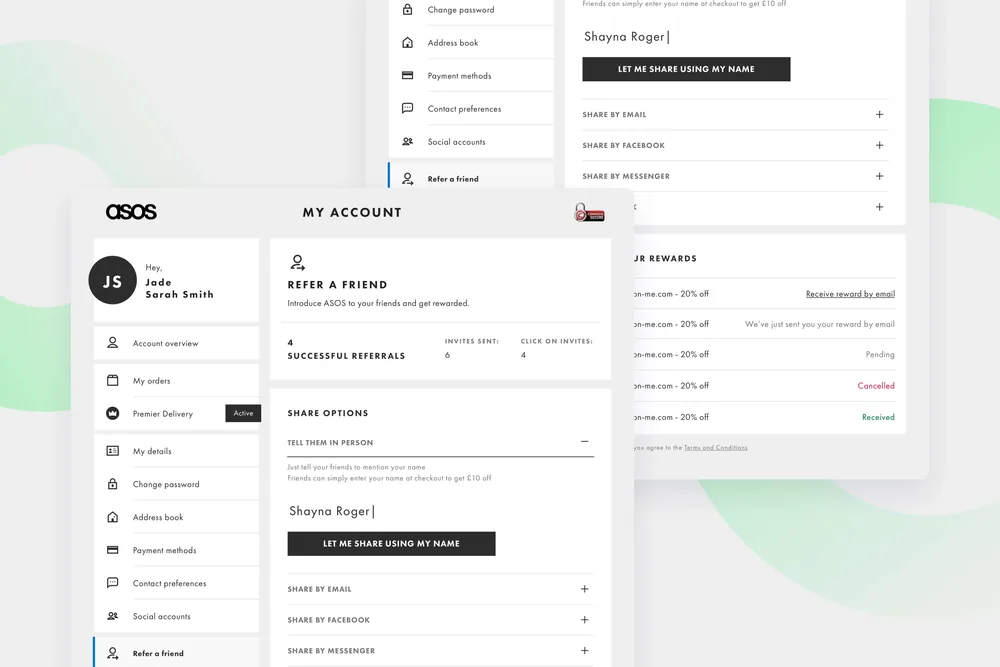 Friends can simply enter your name at checkout to get £10 off
Change password
Address book
Payment methods
Contact preferences
Social accounts
Refer a friend
Shayna Roger
LET ME SHARE USING MY NAME
SHARE BY EMAIL
SHARE BY FACEBOOK
SHARE BY MESSENGER
K
UR REWARDS
on-me.com - 20% off
Receive reward by email
on-me.com - 20% off
We've just sent you your reward by email
on-me.com - 20% off
Pending
on-me.com - 20% off
Cancelled
on-me.com - 20% off
Received
you agree to the Terms and Conditions
asos
MY ACCOUNT
JS
Hey,
Jade
Sarah Smith
Account overview
My orders
Premier Delivery
Active
My details
Change password
Address book
Payment methods
Contact preferences
Social accounts
Refer a friend
REFER A FRIEND
Introduce ASOS to your friends and get rewarded.
4
SUCCESSFUL REFERRALS
INVITES SENT:
6
CLICK ON INVITES:
4
SHARE OPTIONS
TELL THEM IN PERSON
Just tell your friends to mention your name
Friends can simply enter your name at checkout to get £10 off
Shayna Roger
LET ME SHARE USING MY NAME
SHARE BY EMAIL
SHARE BY FACEBOOK
SHARE BY MESSENGER